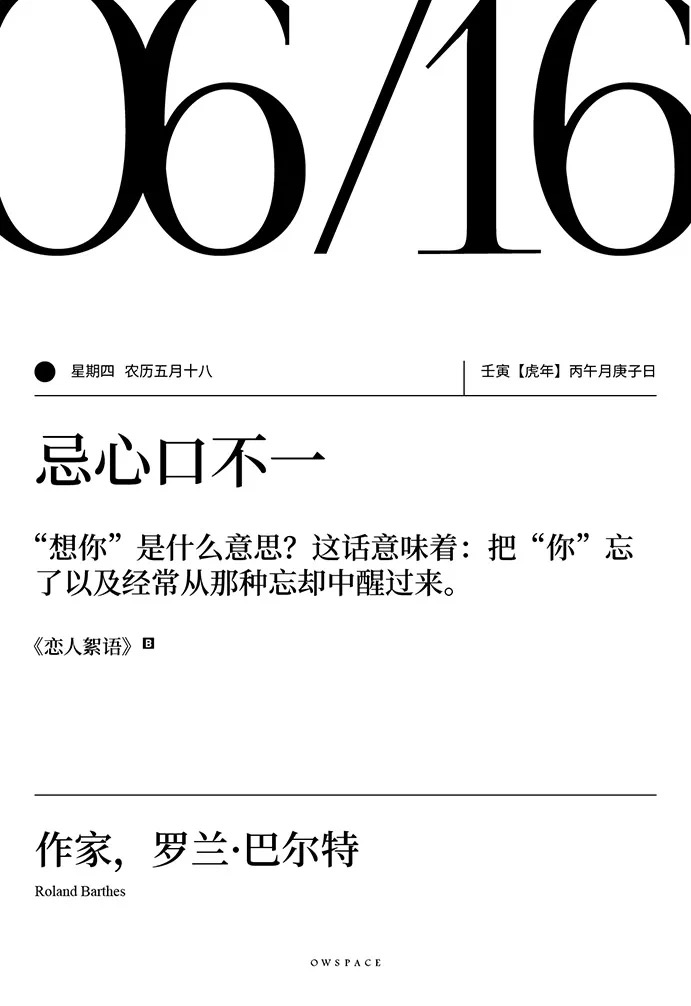 06/16
星期四 农历五月十八
壬寅【虎年】丙午月庚子日
忌心口不一
“想你”是什么意思？这话意味着：把“你”忘
了以及经常从那种忘却中醒过来。
《恋人絮语》 B
作家，罗兰·巴尔特
Roland Barthes
OWSPACE